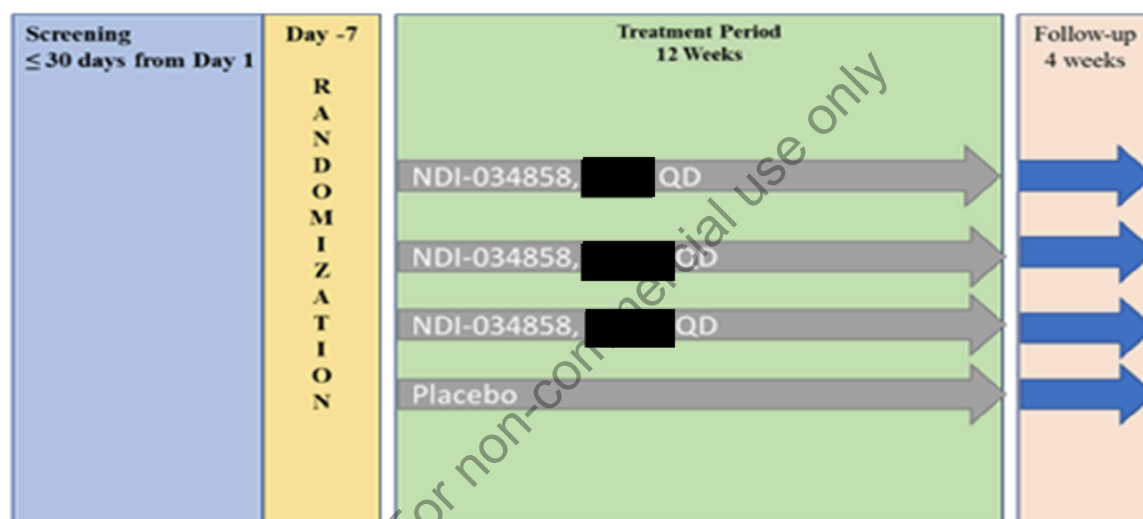 Screening
≤ 30 days from Day 1
Day -7
R
A
N
D
O
M
I
Z
A
T
I
O
N
Treatment Period
12 Weeks
NDI-034858, QD
NDI-034858, QD
NDI-034858, QD
Placebo
Follow-up
4 weeks
For non-commercial use only